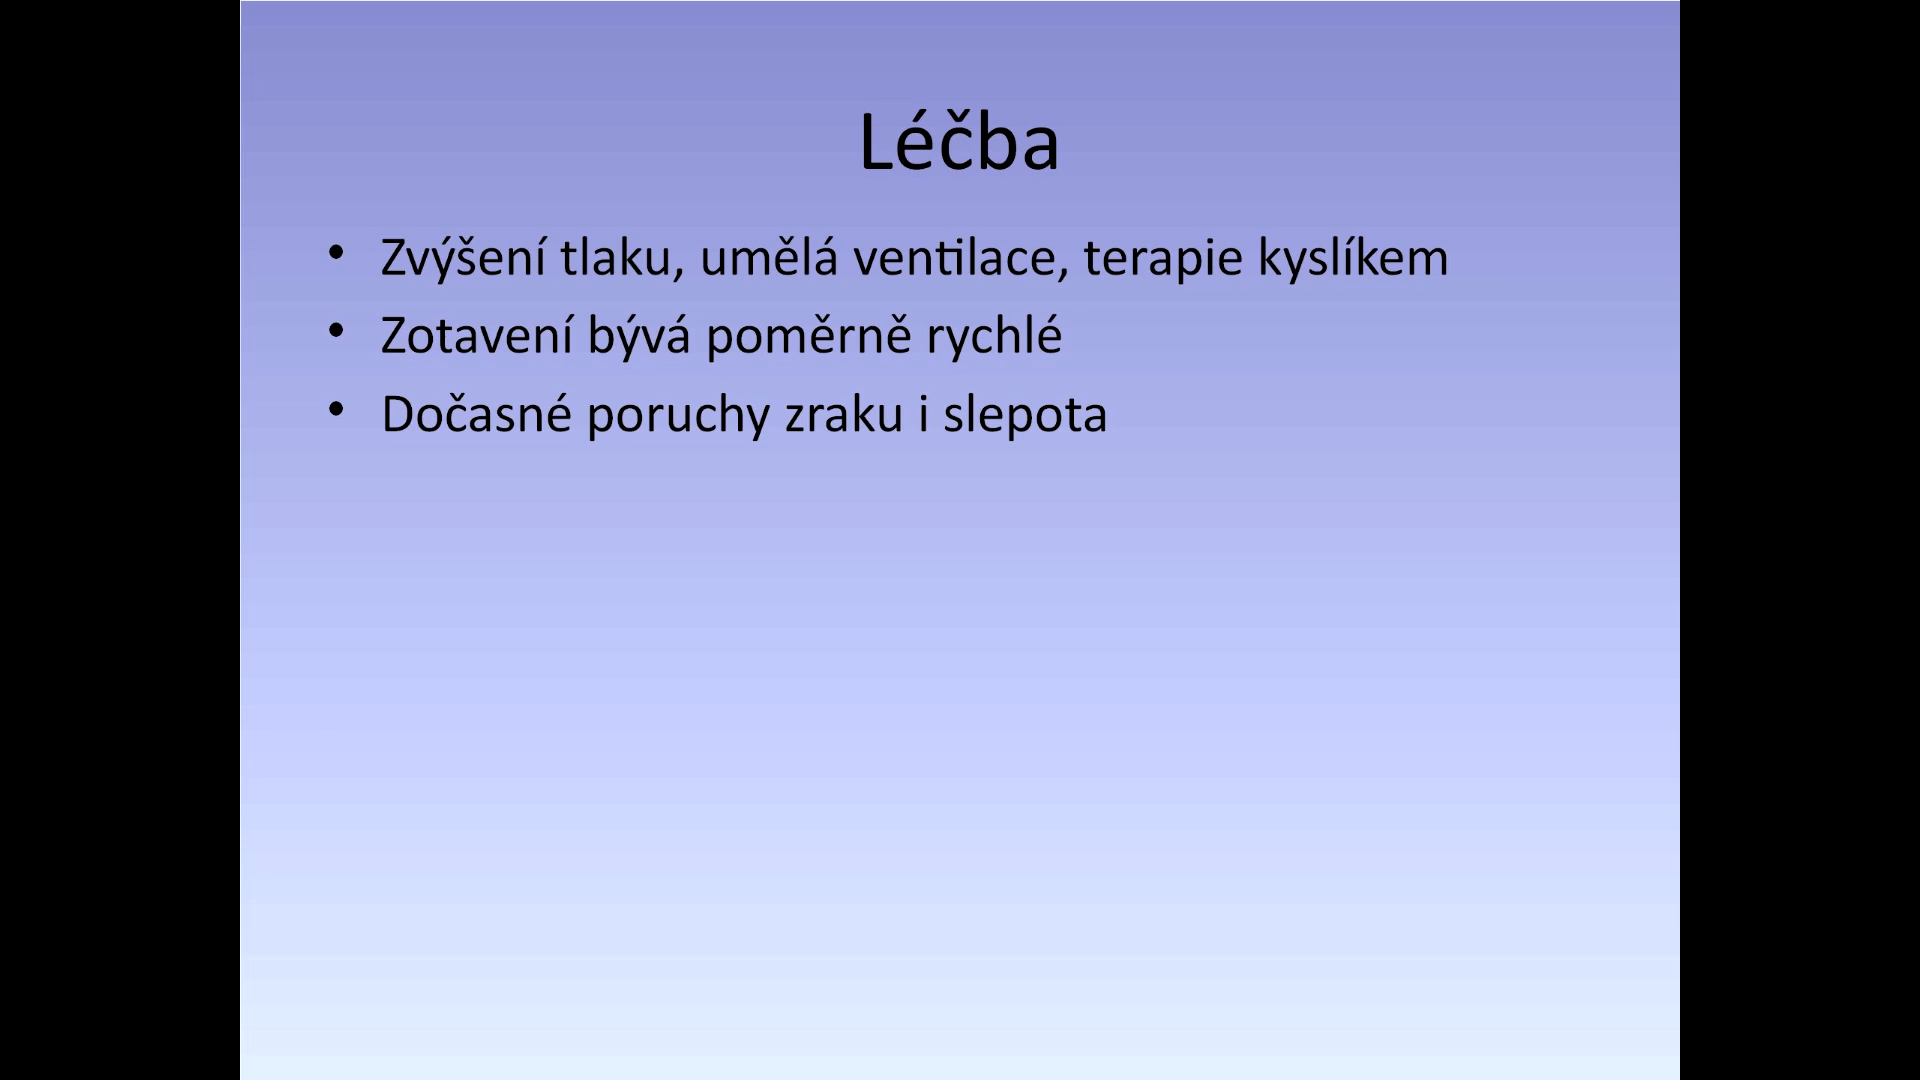 Léčba
• Zvýšení tlaku, umělá ventilace, terapie kyslíkem
• Zotavení bývá poměrně rychlé
• Dočasné poruchy zraku i slepota